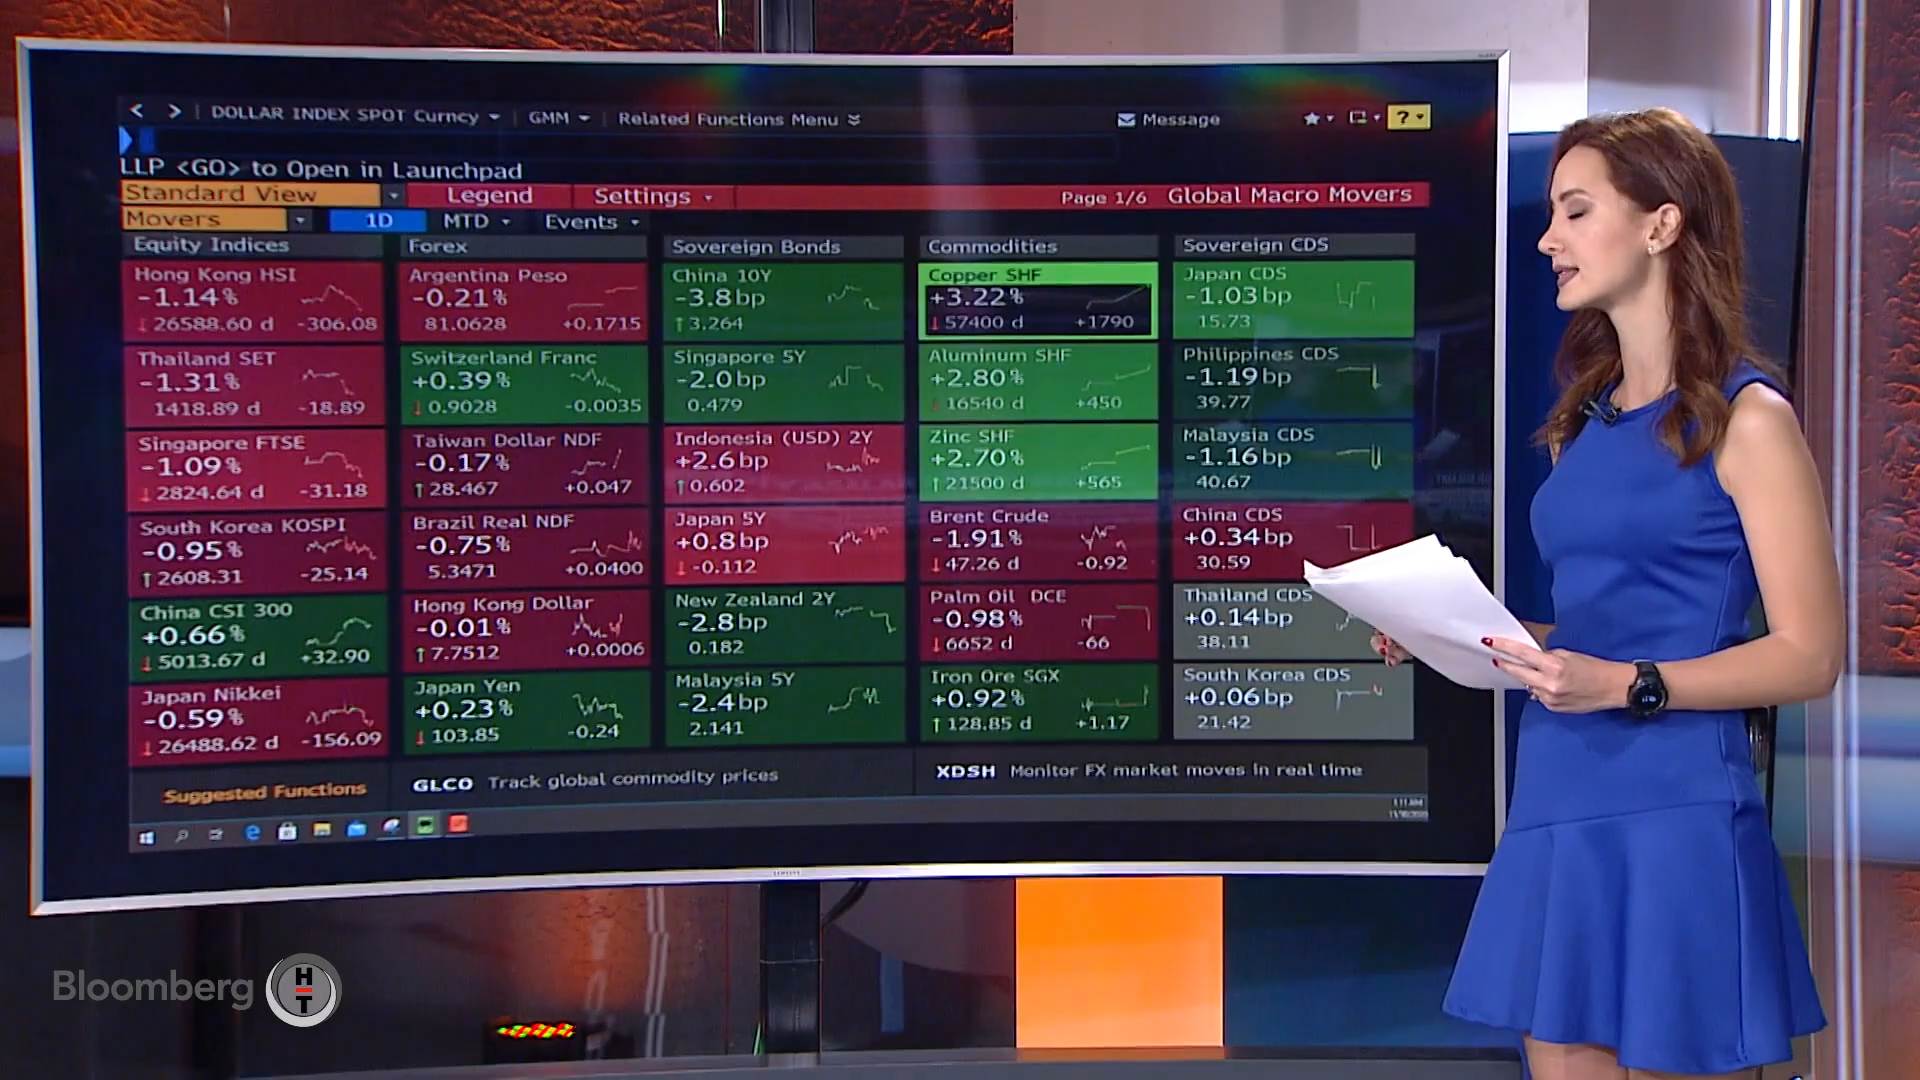 < > DOLLAR INDEX SPOT Curncy GMM Related Functions Menu Message ?
LLP <GO> to Open in Launchpad
Standard View Legend Settings Page 1/6 Global Macro Movers
Movers 1D MTD Events
Equity Indices
Hong Kong HSI
-1.14%
↓26588.60 d -306.08
Thailand SET
-1.31%
1418.89 d -18.89
Singapore FTSE
-1.09%
↓2824.64 d -31.18
South Korea KOSPI
-0.95%
↑2608.31 -25.14
China CSI 300
+0.66%
↓5013.67 d +32.90
Japan Nikkei
-0.59%
↓26488.62 d -156.09
Forex
Argentina Peso
-0.21%
81.0628 +0.1715
Switzerland Franc
+0.39%
↓0.9028 -0.0035
Taiwan Dollar NDF
-0.17%
↑28.467 +0.047
Brazil Real NDF
-0.75%
5.3471 +0.0400
Hong Kong Dollar
-0.01%
↑7.7512 +0.0006
Japan Yen
+0.23%
↓103.85 -0.24
Sovereign Bonds
China 10Y
-3.8bp
↑3.264
Singapore 5Y
-2.0bp
0.479
Indonesia (USD) 2Y
+2.6bp
↑0.602
Japan 5Y
+0.8bp
↓-0.112
New Zealand 2Y
-2.8bp
0.182
Malaysia 5Y
-2.4bp
2.141
Commodities
Copper SHF
+3.22%
↓57400 d +1790
Aluminum SHF
+2.80%
↓16540 d +450
Zinc SHF
+2.70%
↑21500 d +565
Brent Crude
-1.91%
↓47.26 d -0.92
Palm Oil DCE
-0.98%
↓6652 d -66
Iron Ore SGX
+0.92%
↑128.85 d +1.17
Sovereign CDS
Japan CDS
-1.03bp
15.73
Philippines CDS
-1.19bp
39.77
Malaysia CDS
-1.16bp
40.67
China CDS
+0.34bp
30.59
Thailand CDS
+0.14bp
38.11
South Korea CDS
+0.06bp
21.42
Suggested Functions GLCO Track global commodity prices XDSH Monitor FX market moves in real time
Bloomberg HT